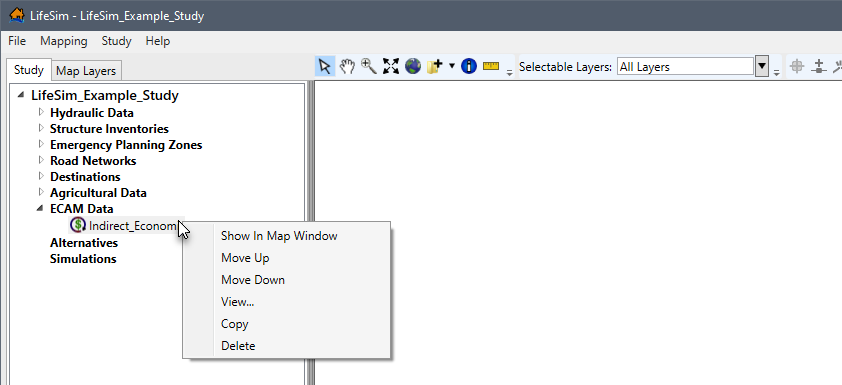 LifeSim - LifeSim_Example_Study
File Mapping Study Help
Study Map Layers
Selectable Layers: All Layers
LifeSim_Example_Study
Hydraulic Data
Structure Inventories
Emergency Planning Zones
Road Networks
Destinations
Agricultural Data
ECAM Data
Indirect_Econom
Alternatives
Simulations
Show In Map Window
Move Up
Move Down
View...
Copy
Delete